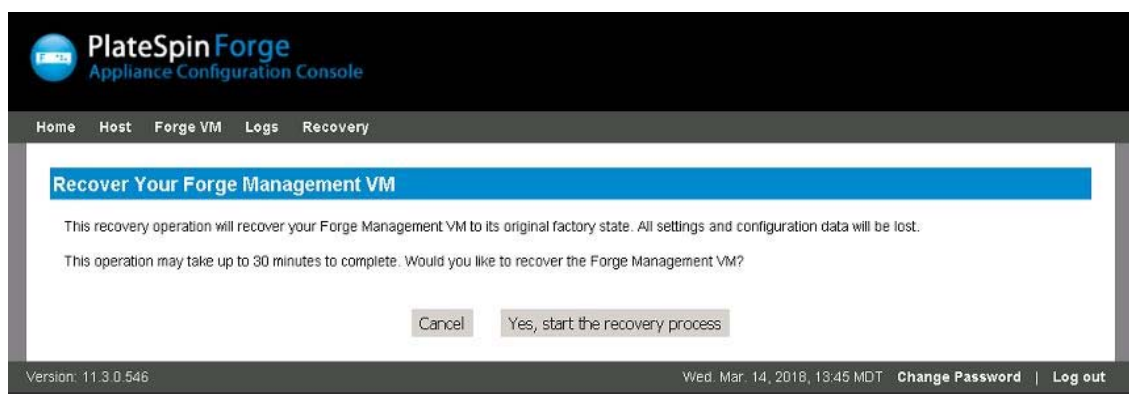 PlateSpin Forge
Appliance Configuration Console
Home Host Forge VM Logs Recovery
Recover Your Forge Management VM
This recovery operation will recover your Forge Management VM to its original factory state. All settings and configuration data will be lost.
This operation may take up to 30 minutes to complete. Would you like to recover the Forge Management VM?
Cancel Yes, start the recovery process
Version: 11.3.0.546 Wed. Mar. 14, 2018, 13:45 MDT Change Password | Log out